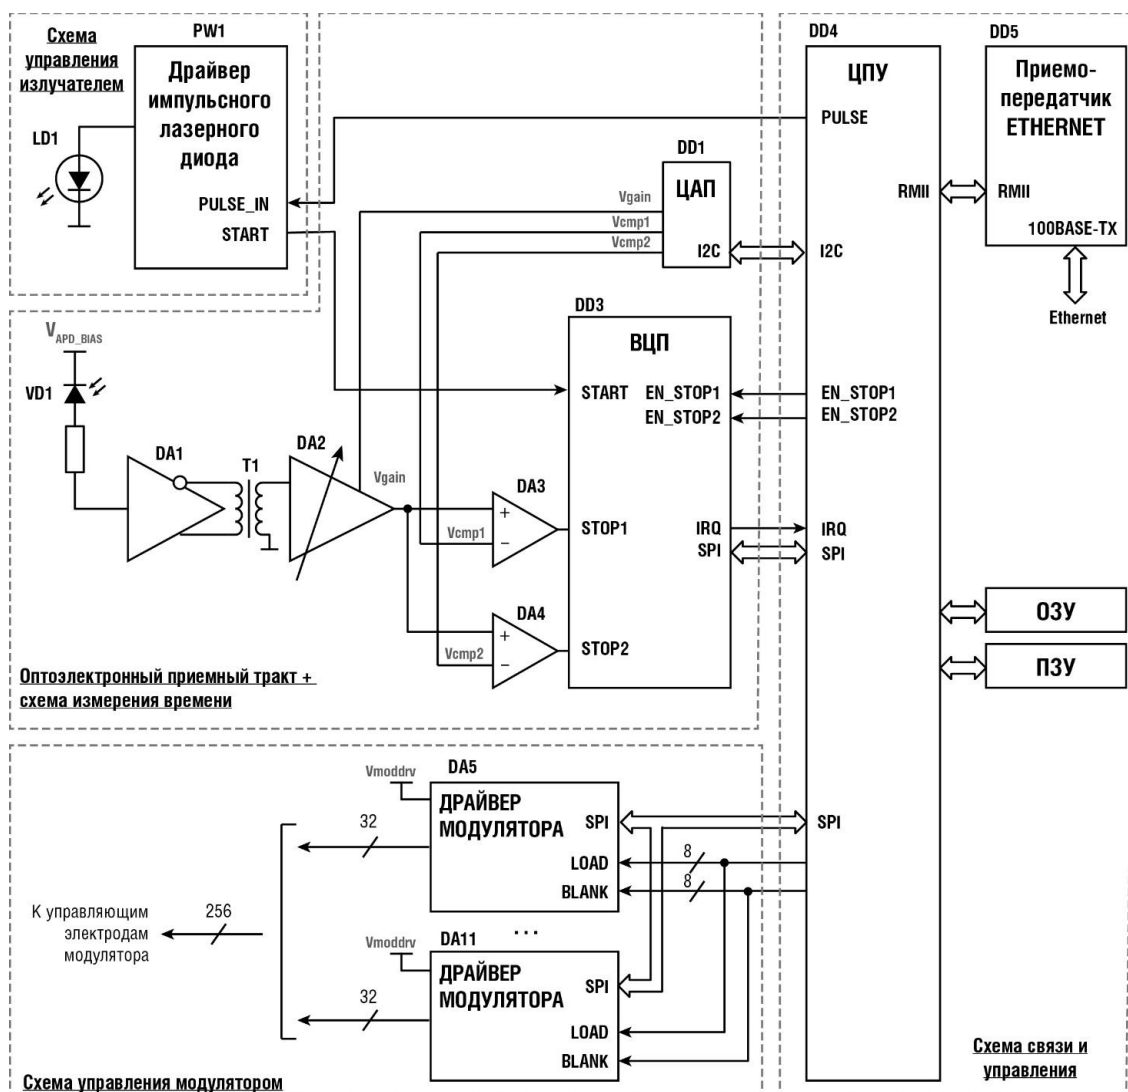 Схема
управления
излучателем
PW1
Драйвер
импульсного
лазерного
диода
LD1
PULSE_IN
START
DD4
ЦПУ
PULSE
RMII
I2C
EN_STOP1
EN_STOP2
IRQ
SPI
SPI
DD5
Приемо-
передатчик
ETHERNET
RMII
100BASE-TX
Ethernet
DD1
ЦАП
I2C
Vgain
Vcmp1
Vcmp2
V APD_BIAS
VD1
DA1
T1
DA2
Vgain
DA3
+
−
Vcmp1
DA4
+
−
Vcmp2
DD3
ВЦП
START
EN_STOP1
EN_STOP2
STOP1
IRQ
SPI
STOP2
ОЗУ
ПЗУ
Оптоэлектронный приемный тракт +
схема измерения времени
DA5
Vmoddrv
ДРАЙВЕР
МОДУЛЯТОРА
SPI
LOAD
BLANK
32
8
8
...
К управляющим
электродам
модулятора
256
DA11
Vmoddrv
ДРАЙВЕР
МОДУЛЯТОРА
SPI
LOAD
BLANK
32
Схема управления модулятором
Схема связи и
управления